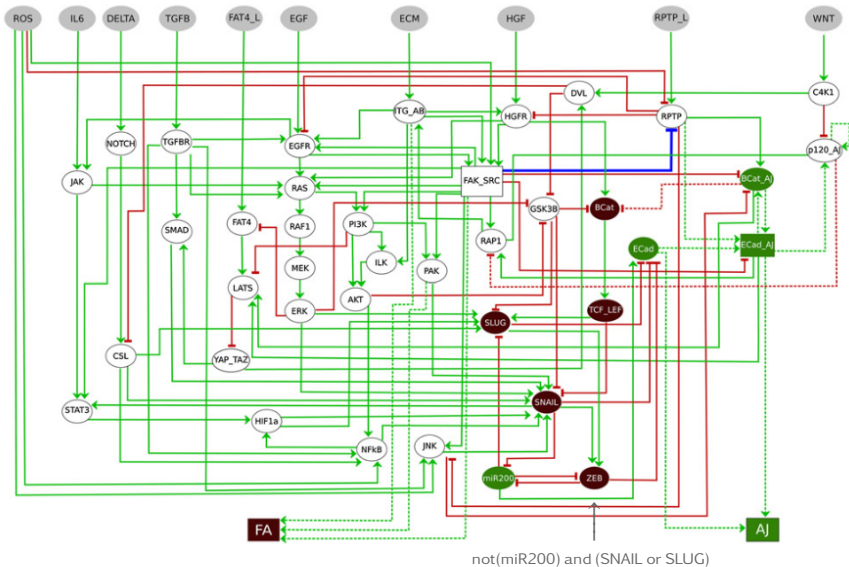 ROS IL6 DELTA TGFB FAT4_L EGF ECM HGF RPTP_L WNT
DVL C4K1
ITG_AB HGFR RPTP
NOTCH TGFBR EGFR p120_AJ
JAK RAS FAK_SRC BCat_AJ
GSK3B BCat
FAT4 RAF1 PI3K
SMAD RAP1 ECad ECad_AJ
MEK ILK PAK
LATS AKT
ERK SLUG TCF_LEF
CSL YAP_TAZ
STAT3 SNAIL
HIF1a
NFkB JNK
miR200 ZEB
FA AJ
not(miR200) and (SNAIL or SLUG)